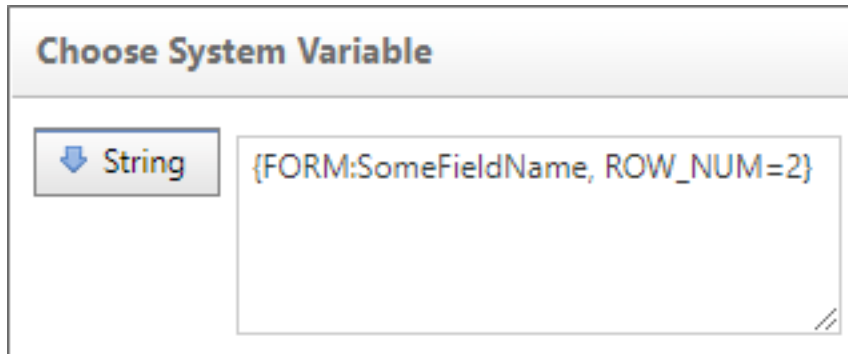 Choose System Variable
String
{FORM:SomeFieldName, ROW_NUM=2}